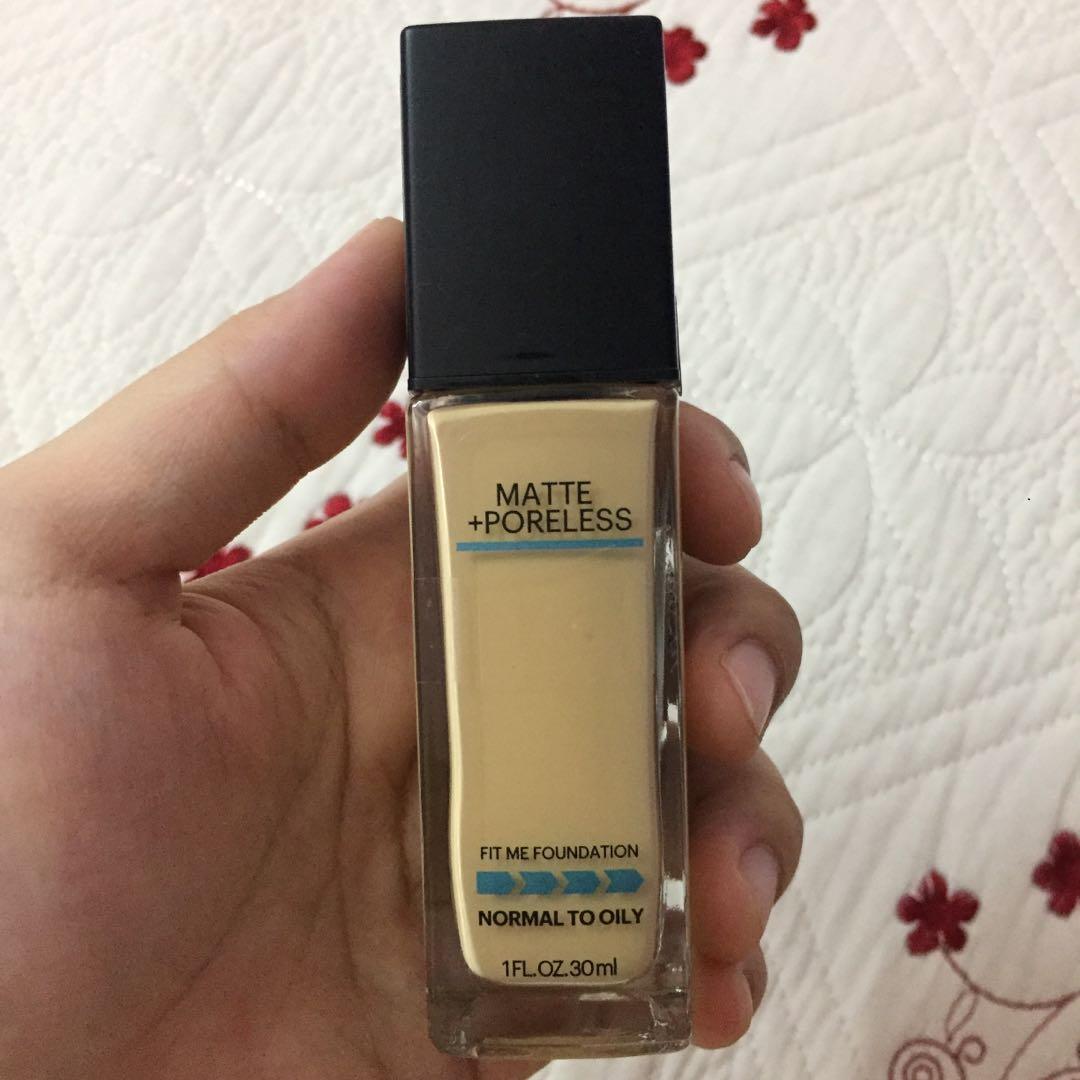 MATTE
+PORELESS
FIT ME FOUNDATION
NORMAL TO OILY
1FL.OZ.30ml